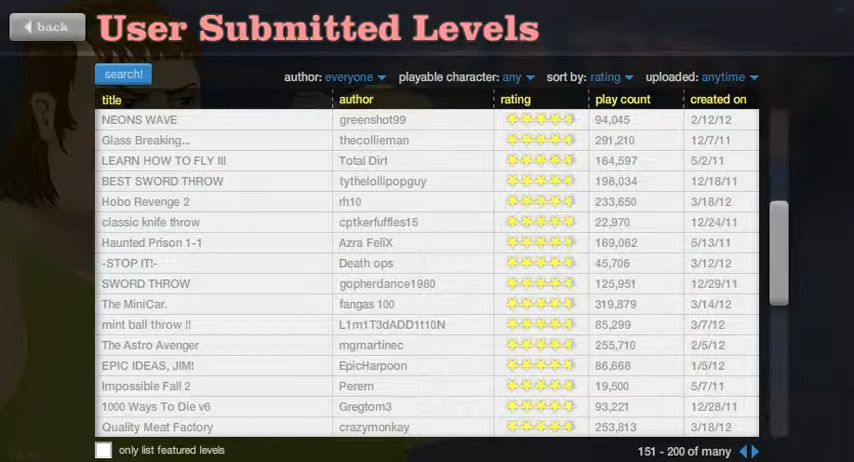 back
User Submitted Levels
search!
author: everyone playable character: any sort by: rating uploaded: anytime
title author rating play count created on
NEONS WAVE greenshot99 94,045 2/12/12
Glass Breaking... thecollieman 291,210 12/7/11
LEARN HOW TO FLY III Total Dirt 164,597 5/2/11
BEST SWORD THROW tythelollipopguy 198,034 12/18/11
Hobo Revenge 2 rh10 233,650 3/18/12
classic knife throw cptkerfuffles15 22,970 12/24/11
Haunted Prison 1-1 Azra FeliX 169,082 5/13/11
-STOP IT!- Death ops 45,706 3/12/12
SWORD THROW gopherdance1980 125,951 12/29/11
The MiniCar. fangas 100 319,879 3/14/12
mint ball throw !! L1m1T3dADD1t10N 85,299 3/7/12
The Astro Avenger mgmartinec 255,710 2/5/12
EPIC IDEAS, JIM! EpicHarpoon 86,668 1/5/12
Impossible Fall 2 Perem 19,500 5/7/11
1000 Ways To Die v6 Gregtom3 93,221 12/28/11
Quality Meat Factory crazymonkay 253,813 3/18/12
only list featured levels 151 - 200 of many